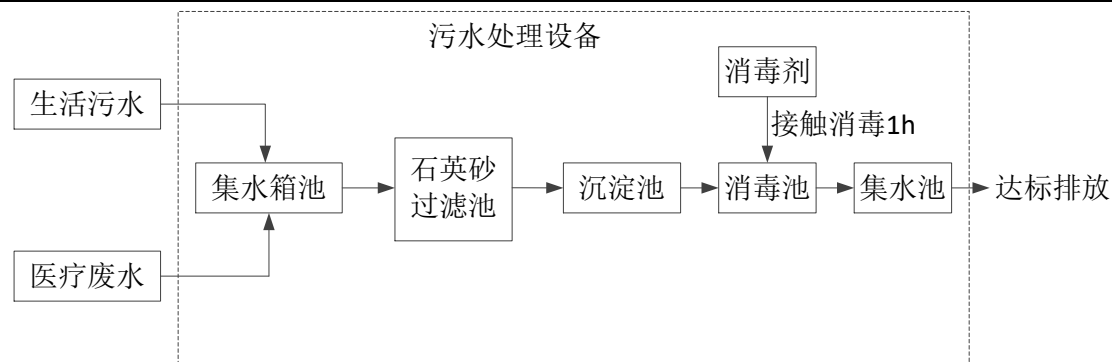 污水处理设备
消毒剂
生活污水
接触消毒1h
集水箱池
石英砂
过滤池
沉淀池
消毒池
集水池
达标排放
医疗废水